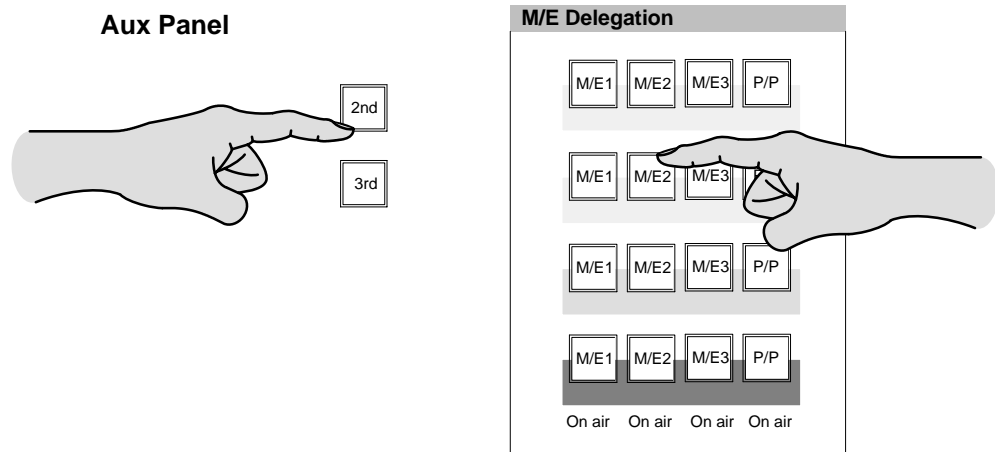 Aux Panel
2nd
3rd
M/E Delegation
M/E1 M/E2 M/E3 P/P
M/E1 M/E2 M/E3
M/E1 M/E2 M/E3 P/P
M/E1 M/E2 M/E3 P/P
On air On air On air On air